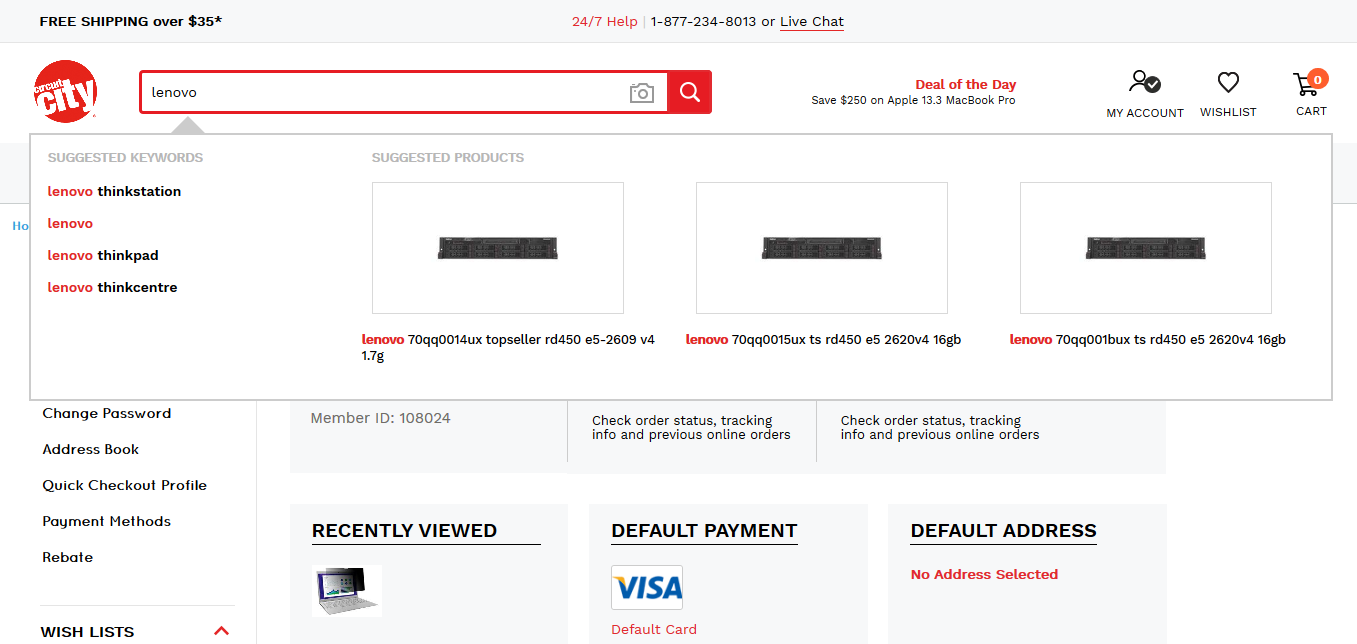 FREE SHIPPING over $35*
24/7 Help | 1-877-234-8013 or Live Chat
circuit
city
lenovo
Deal of the Day
Save $250 on Apple 13.3 MacBook Pro
MY ACCOUNT
WISHLIST
0
CART
SUGGESTED KEYWORDS
lenovo thinkstation
lenovo
lenovo thinkpad
lenovo thinkcentre
SUGGESTED PRODUCTS
lenovo 70qq0014ux topseller rd450 e5-2609 v4
1.7g
lenovo 70qq0015ux ts rd450 e5 2620v4 16gb
lenovo 70qq001bux ts rd450 e5 2620v4 16gb
Ho
Change Password
Address Book
Quick Checkout Profile
Payment Methods
Rebate
WISH LISTS
Member ID: 108024
Check order status, tracking
info and previous online orders
Check order status, tracking
info and previous online orders
RECENTLY VIEWED
DEFAULT PAYMENT
VISA
Default Card
DEFAULT ADDRESS
No Address Selected